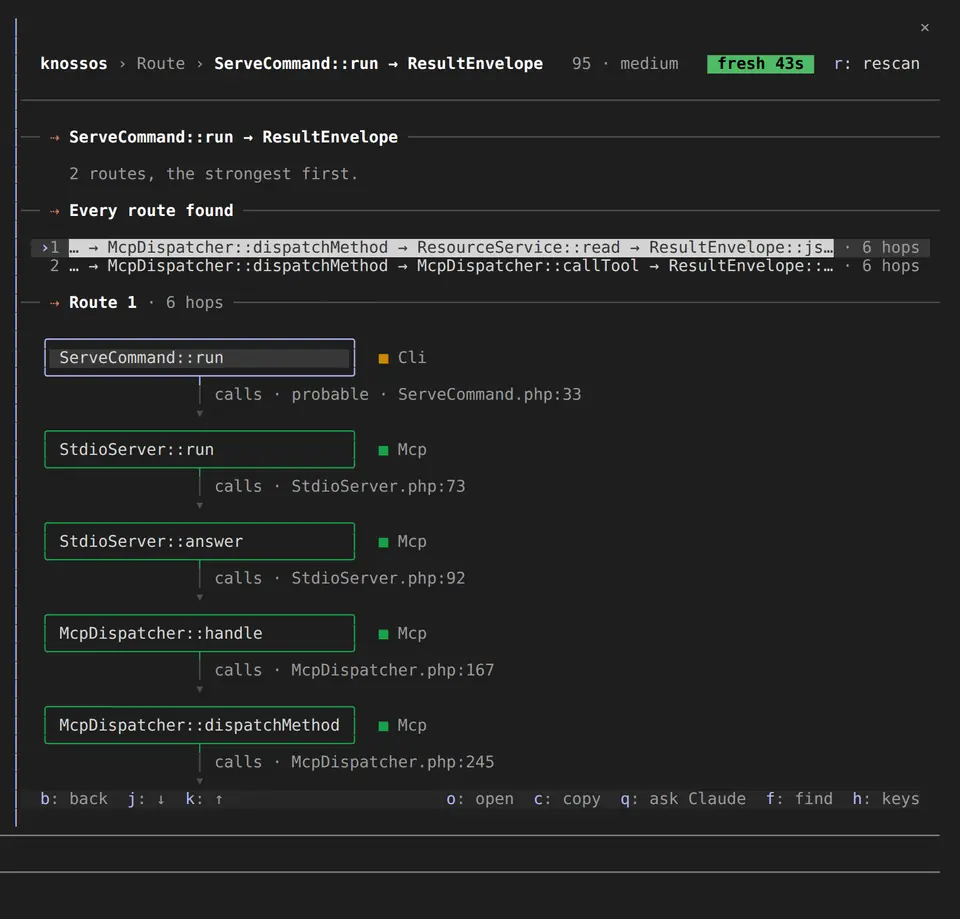 ×
knossos › Route › ServeCommand::run → ResultEnvelope 95 · medium fresh 43s r: rescan
⇢ ServeCommand::run → ResultEnvelope
2 routes, the strongest first.
⇢ Every route found
›1 … → McpDispatcher::dispatchMethod → ResourceService::read → ResultEnvelope::js… · 6 hops
2 … → McpDispatcher::dispatchMethod → McpDispatcher::callTool → ResultEnvelope::… · 6 hops
⇢ Route 1 · 6 hops
ServeCommand::run ■ Cli
calls · probable · ServeCommand.php:33
StdioServer::run ■ Mcp
calls · StdioServer.php:73
StdioServer::answer ■ Mcp
calls · StdioServer.php:92
McpDispatcher::handle ■ Mcp
calls · McpDispatcher.php:167
McpDispatcher::dispatchMethod ■ Mcp
calls · McpDispatcher.php:245
b: back j: ↓ k: ↑ o: open c: copy q: ask Claude f: find h: keys